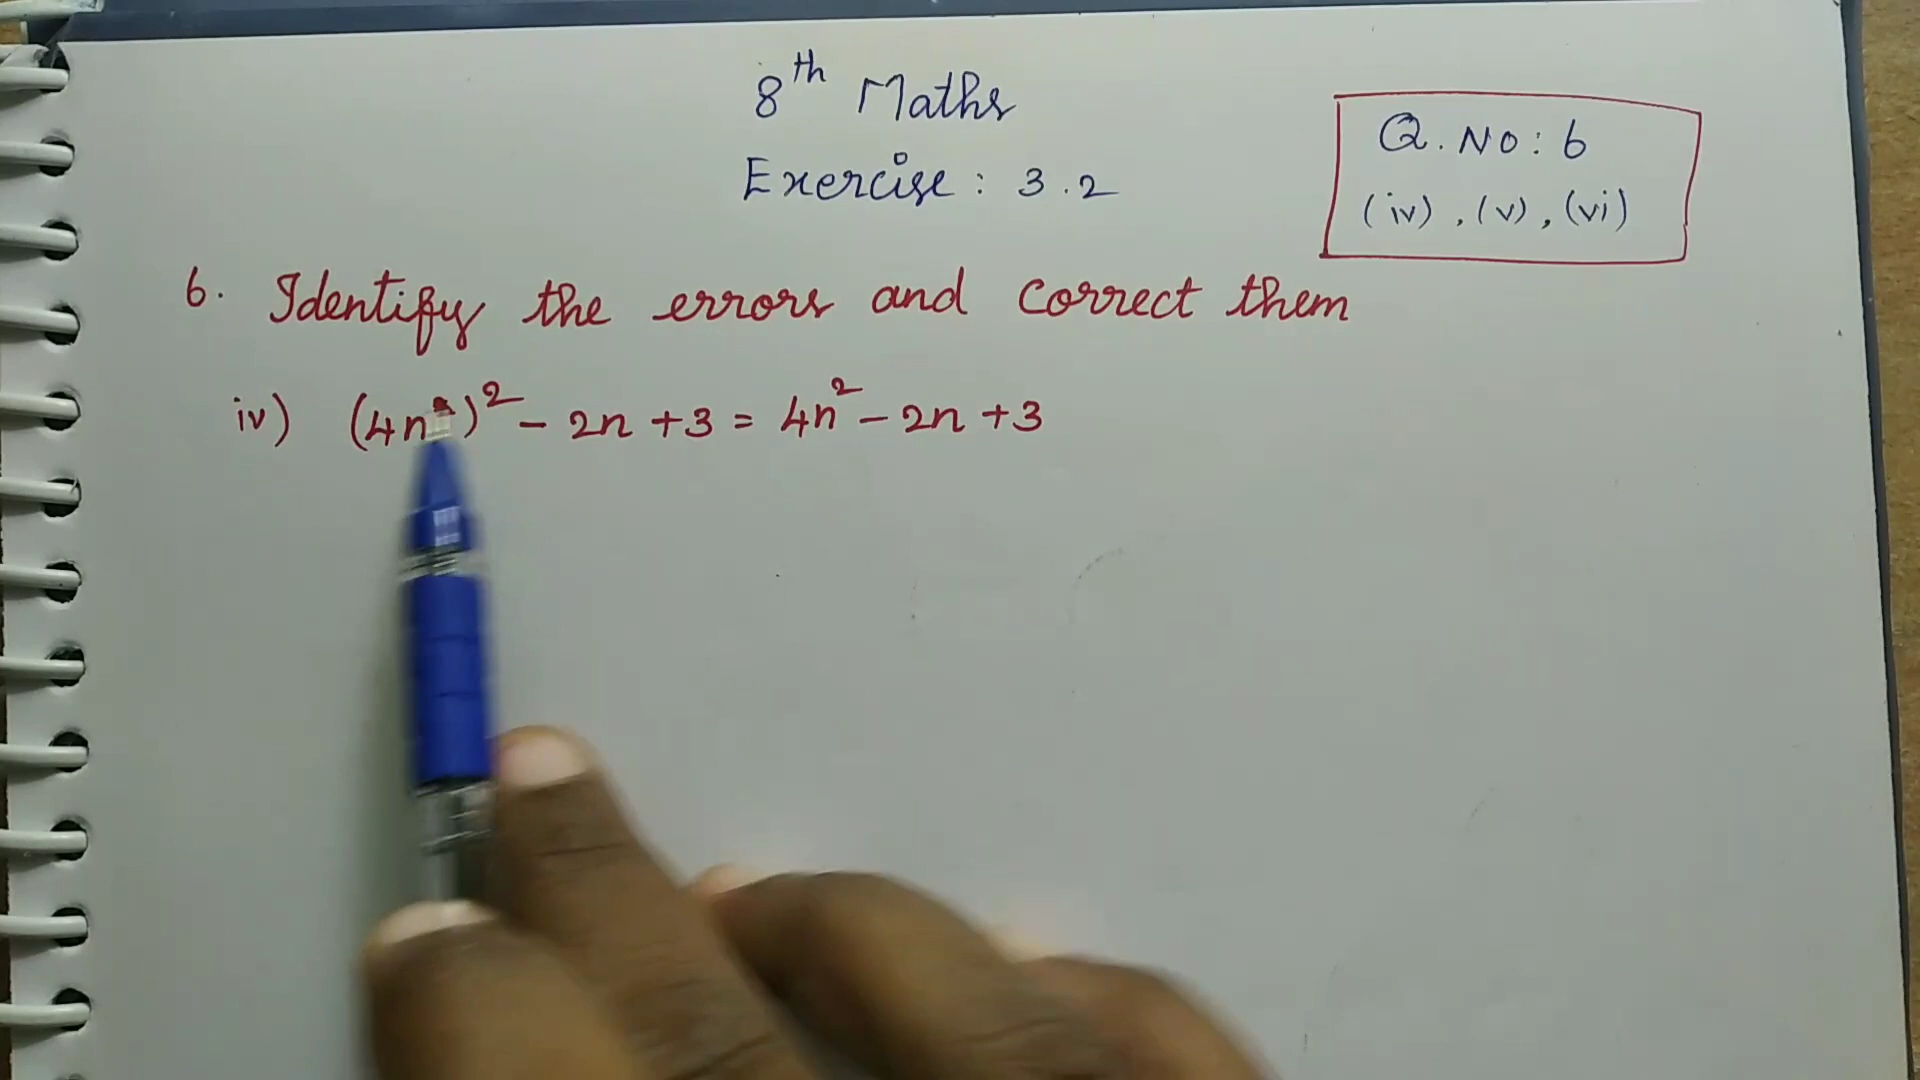 8th Maths
Exercise : 3.2
Q. NO: 6
(iv), (v), (vi)
6. Identify the errors and correct them
iv) (4n)² - 2n + 3 = 4n² - 2n + 3